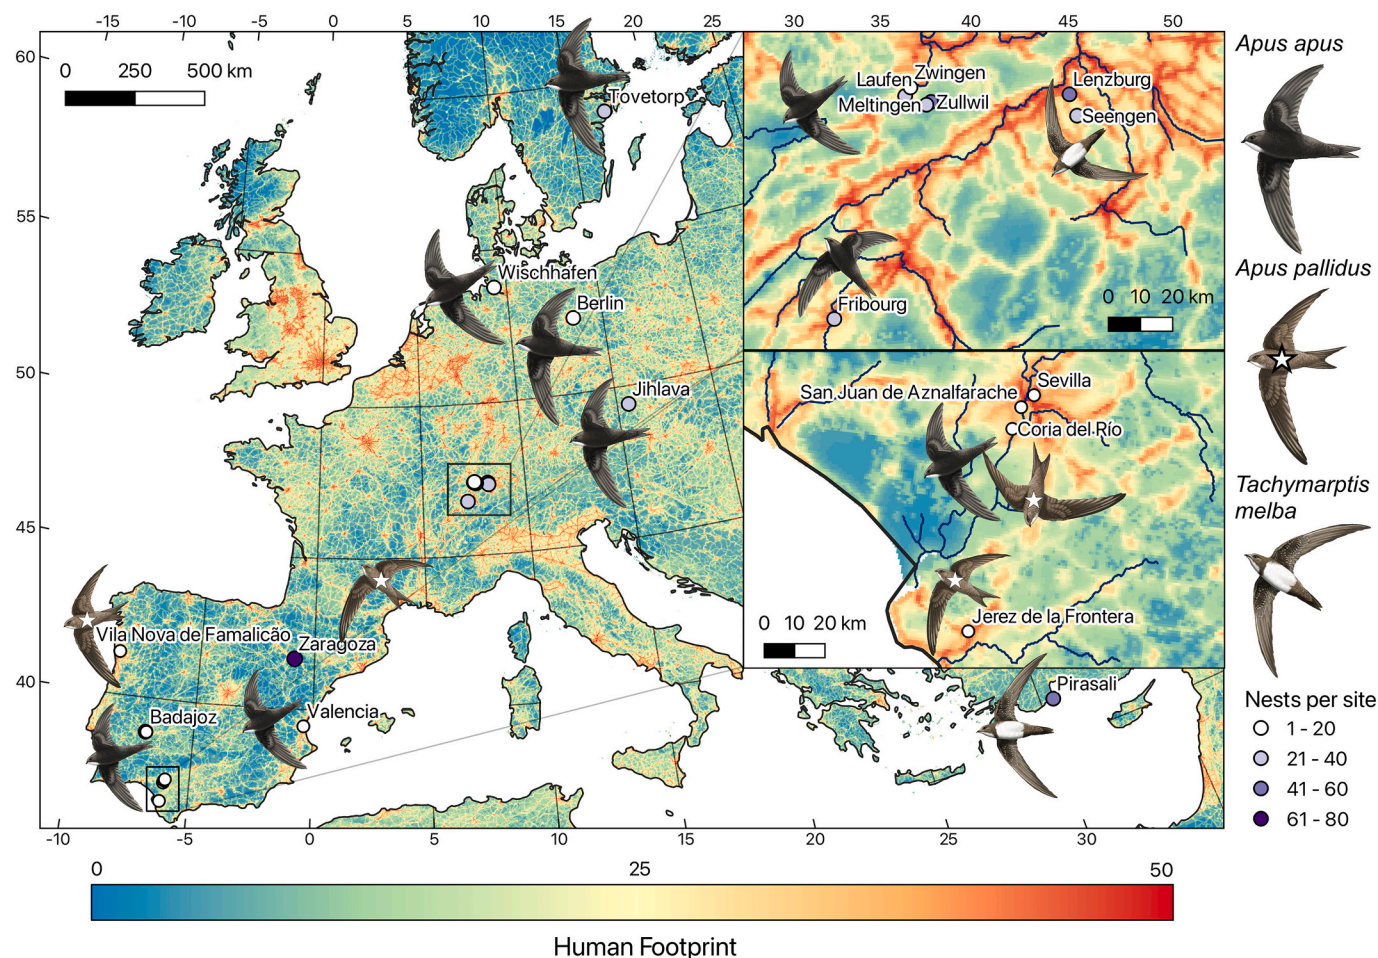 -15 -10 -5 0 5 10 15 20 25 30 35 40 45 50
60
55
50
45
40
0 250 500 km
Tovetorp
Wischhafen
Berlin
Jihlava
Vila Nova de Famalicão
Zaragoza
Badajoz
Valencia
Pirasali
-10 -5 0 5 10 15 20 25 30
Laufen
Zwingen
Meltingen
Zullwil
Lenzburg
Seengen
Fribourg
0 10 20 km
Sevilla
San Juan de Aznalfarache
Coria del Río
Jerez de la Frontera
0 10 20 km
Apus apus
Apus pallidus
Tachymarptis
melba
Nests per site
1 - 20
21 - 40
41 - 60
61 - 80
0 25 50
Human Footprint